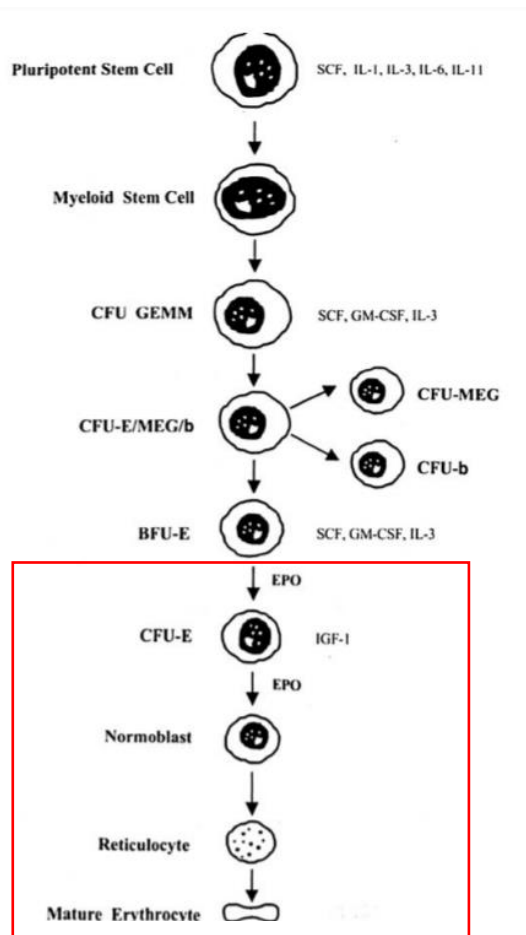 Pluripotent Stem Cell SCF, IL-1, IL-3, IL-6, IL-11
Myeloid Stem Cell
CFU GEMM SCF, GM-CSF, IL-3
CFU-MEG
CFU-E/MEG/b
CFU-b
BFU-E SCF, GM-CSF, IL-3
EPO
CFU-E IGF-1
EPO
Normoblast
Reticulocyte
Mature Erythrocyte